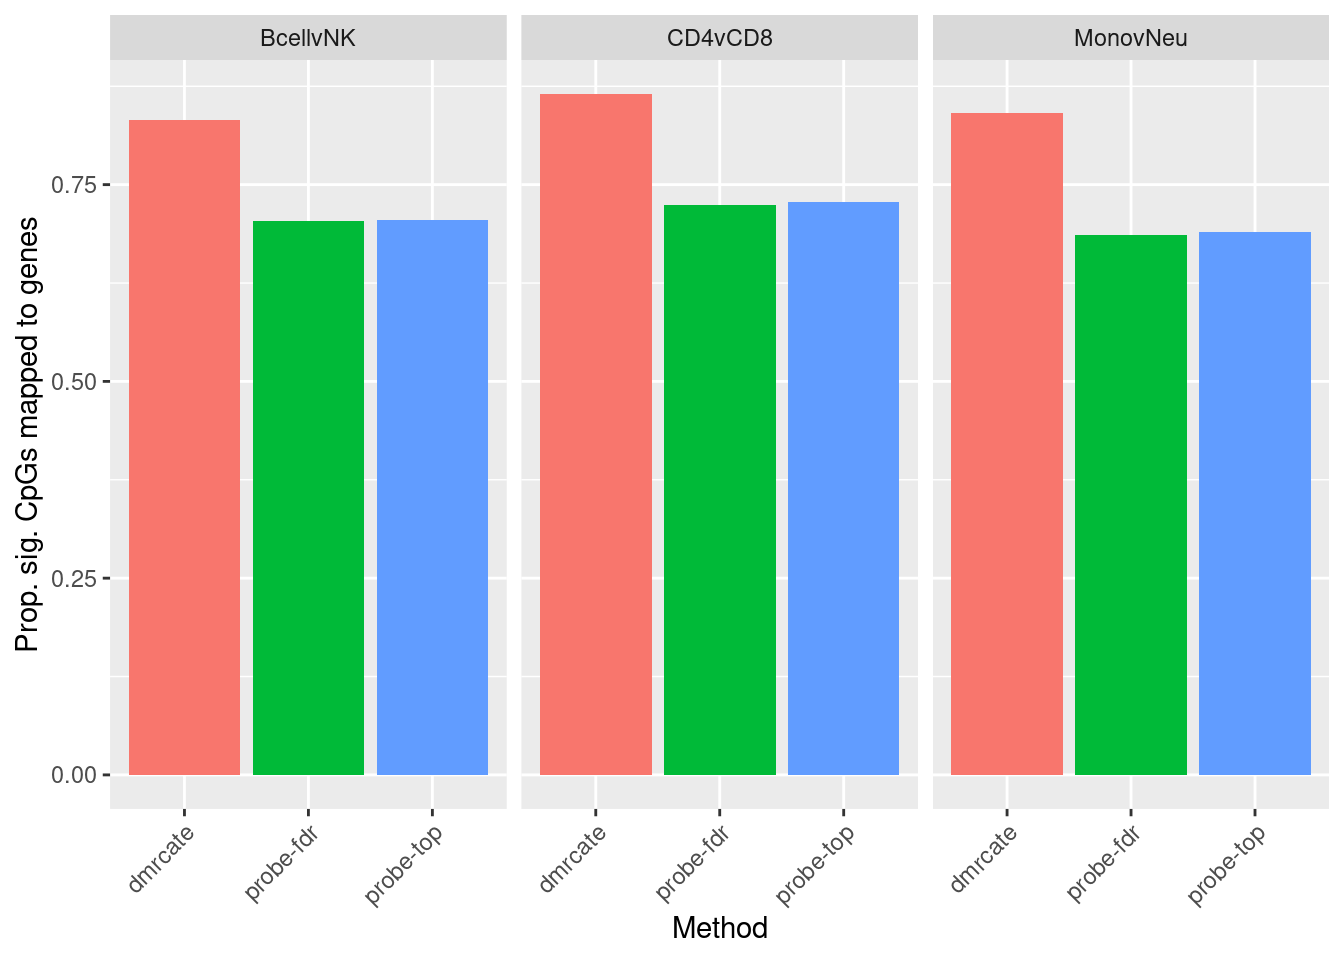 BcellvNK
CD4vCD8
MonovNeu
Prop. sig. CpGs mapped to genes
0.75
0.50
0.25
0.00
dmrcate
probe-fdr
probe-top
dmrcate
probe-fdr
probe-top
dmrcate
probe-fdr
probe-top
Method